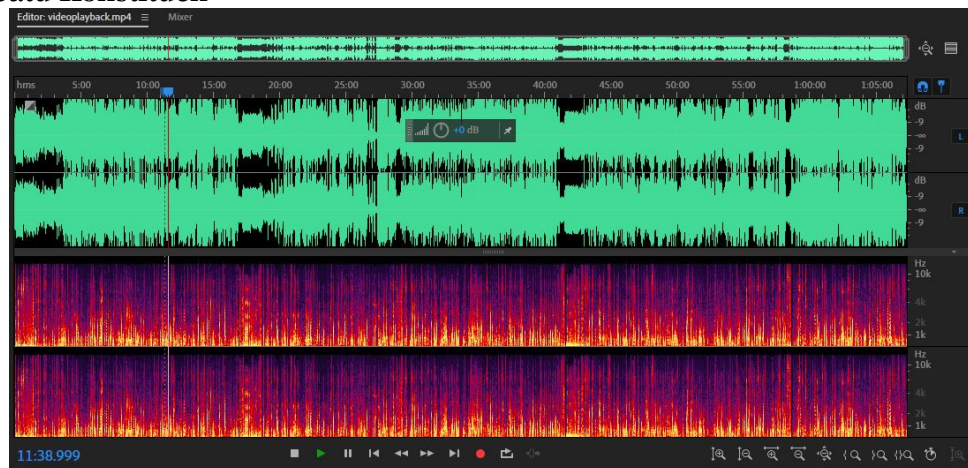 Editor: videoplayback.mp4 Mixer
hms 5:00 10:00 15:00 20:00 25:00 30:00 35:00 40:00 45:00 50:00 55:00 1:00:00 1:05:00
dB
-9
-∞
-9
L
+0 dB
dB
-9
-∞
-9
R
Hz
10k
4k
2k
1k
Hz
10k
4k
2k
1k
11:38.999